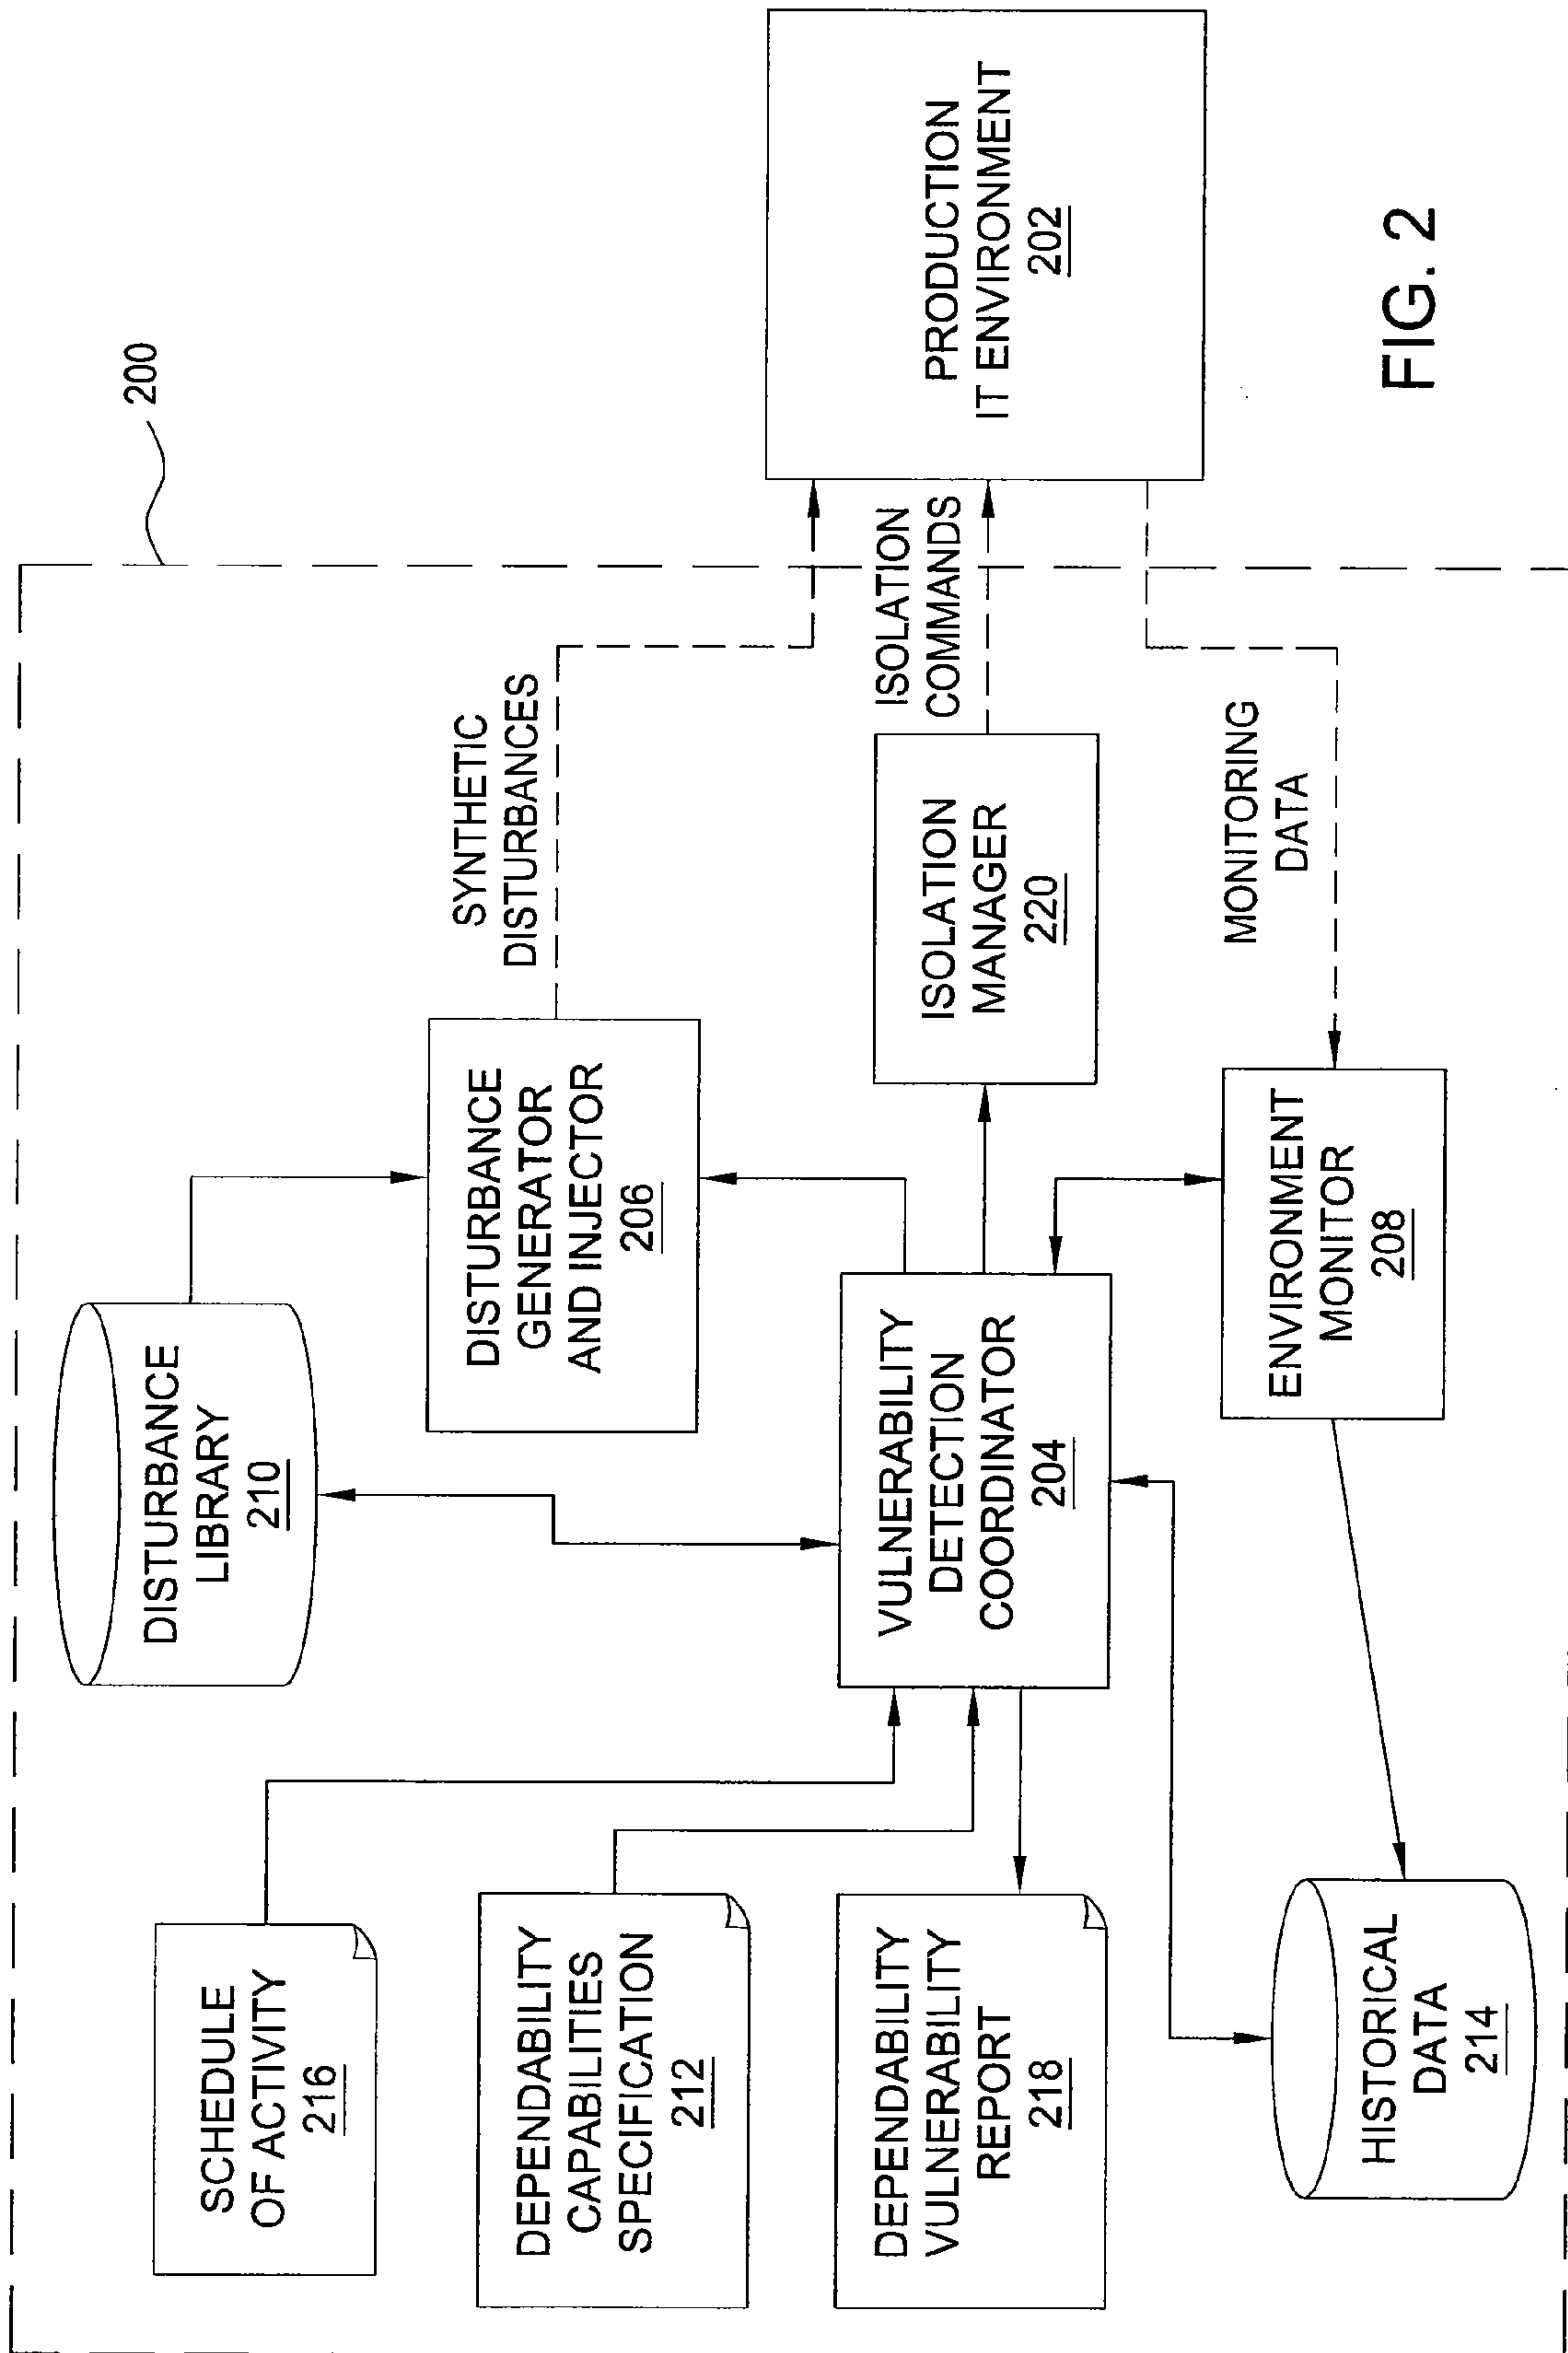 200
SCHEDULE
OF ACTIVITY
216
DISTURBANCE
LIBRARY
210
DEPENDABILITY
CAPABILITIES
SPECIFICATION
212
DISTURBANCE
GENERATOR
AND INJECTOR
206
SYNTHETIC
DISTURBANCES
DEPENDABILITY
VULNERABILITY
REPORT
218
VULNERABILITY
DETECTION
COORDINATOR
204
ISOLATION
MANAGER
220
ISOLATION
COMMANDS
PRODUCTION
IT ENVIRONMENT
202
HISTORICAL
DATA
214
ENVIRONMENT
MONITOR
208
MONITORING
DATA
FIG. 2